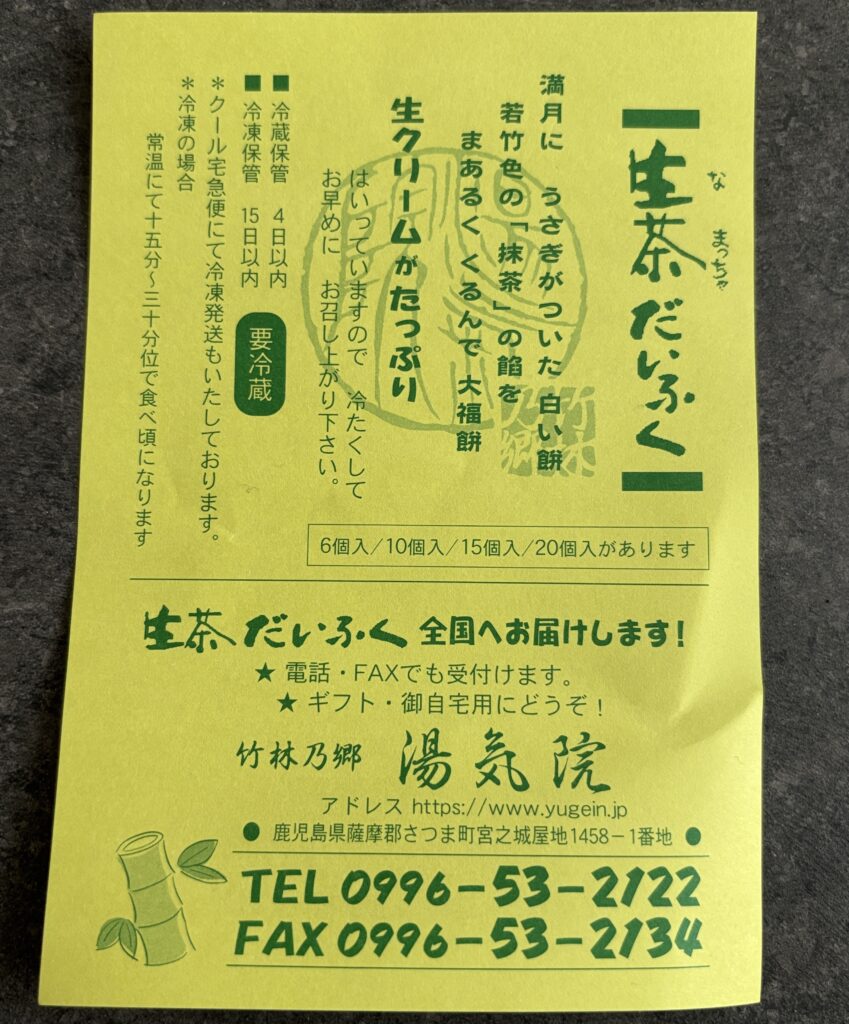 生茶だいふく
な まっちゃ
満月に うさぎがついた 白い餅
若竹色の「抹茶」の餡を
まあるく くるんで 大福餅
生クリームがたっぷり
はいっていますので 冷たくして
お早めに お召し上がり下さい。
■ 冷蔵保管 4日以内
■ 冷凍保管 15日以内
要冷蔵
*クール宅急便にて冷凍発送もいたしております。
*冷凍の場合
常温にて十五分～三十分位で食べ頃になります
竹林乃郷
6個入/10個入/15個入/20個入があります
生茶だいふく 全国へお届けします!
★ 電話・FAXでも受付けます。
★ ギフト・御自宅用にどうぞ!
竹林乃郷 湯気院
アドレス https://www.yugein.jp
● 鹿児島県薩摩郡さつま町宮之城屋地1458-1番地 ●
TEL 0996-53-2122
FAX 0996-53-2134